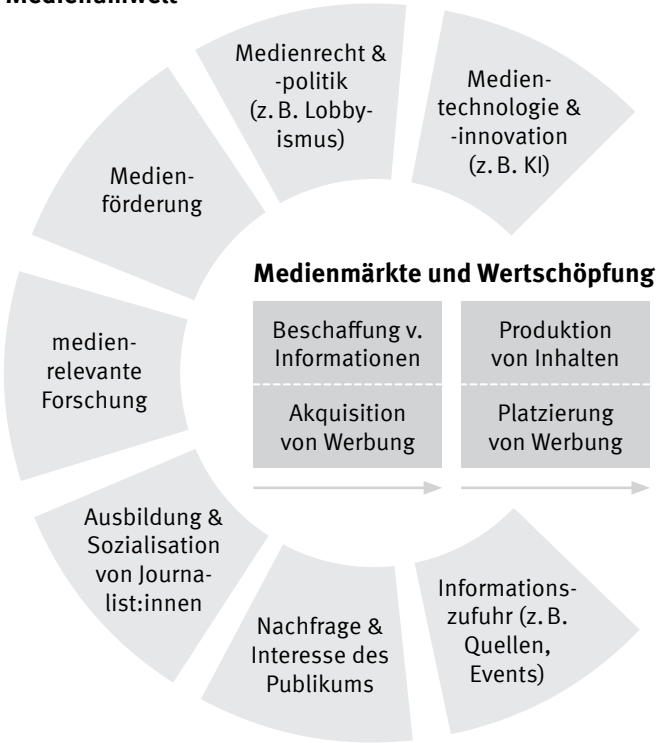 Medienumwelt
Medienrecht &
-politik
(z. B. Lobby-
ismus)
Medien-
technologie &
-innovation
(z. B. KI)
Medien-
förderung
medien-
relevante
Forschung
Ausbildung &
Sozialisation
von Journa-
list:innen
Nachfrage &
Interesse des
Publikums
Informations-
zufuhr (z. B.
Quellen,
Events)
Medienmärkte und Wertschöpfung
Beschaffung v.
Informationen
Akquisition
von Werbung
Produktion
von Inhalten
Platzierung
von Werbung